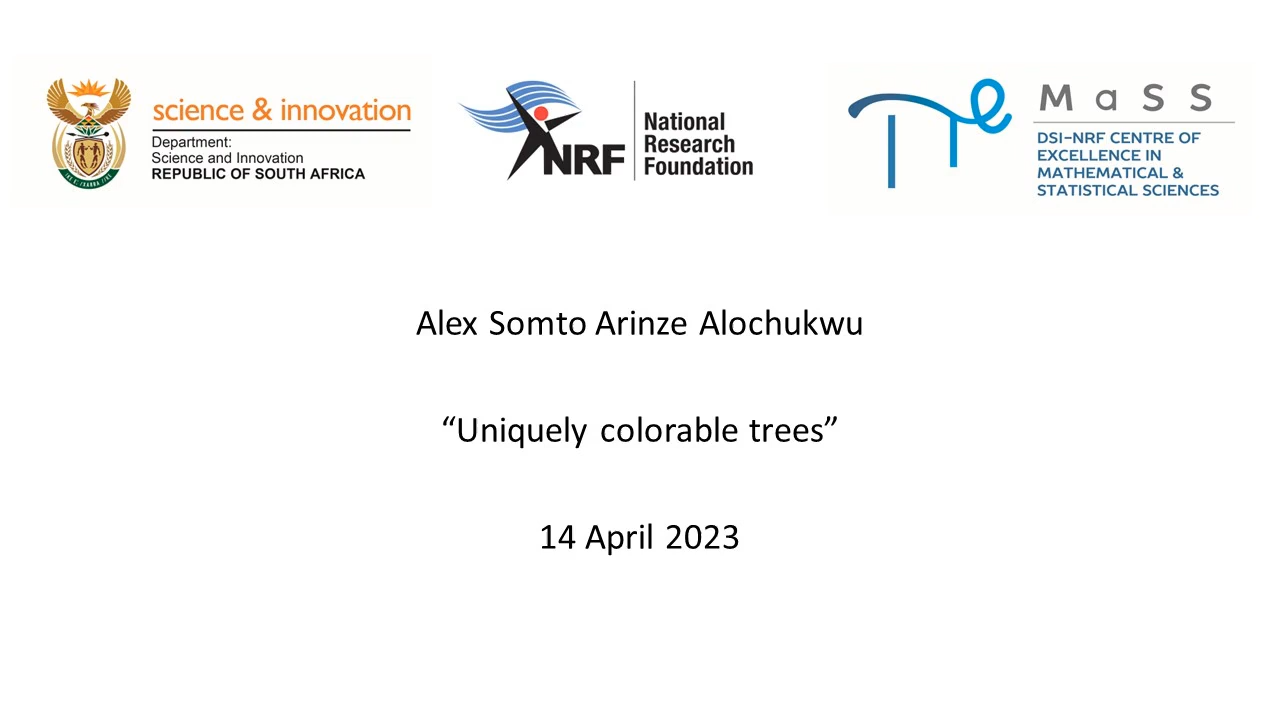 science & innovation
Department:
Science and Innovation
REPUBLIC OF SOUTH AFRICA
NRF
National
Research
Foundation
MaSS
DSI-NRF CENTRE OF
EXCELLENCE IN
MATHEMATICAL &
STATISTICAL SCIENCES
Alex Somto Arinze Alochukwu
“Uniquely colorable trees”
14 April 2023